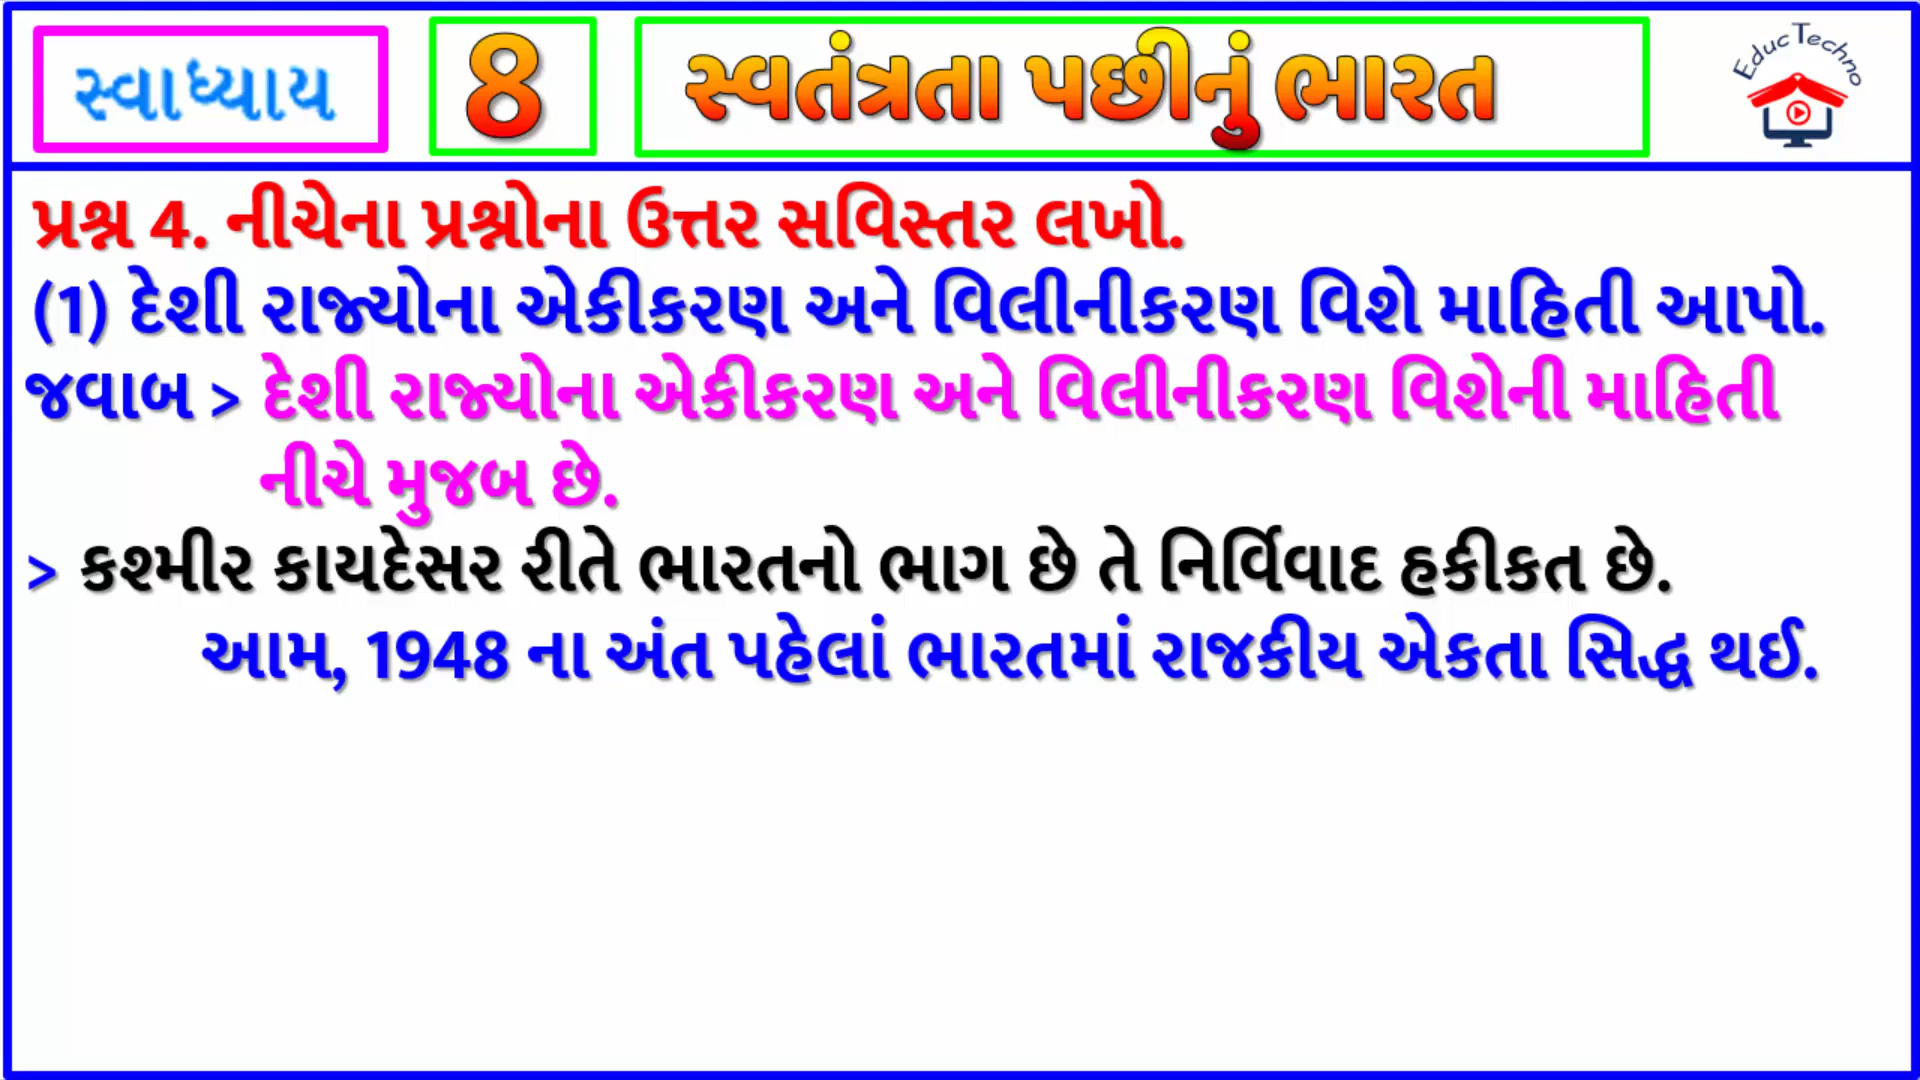 સ્વાધ્યાય
8
સ્વતંત્રતા પછીનું ભારત
EducTechno
પ્રશ્ન 4. નીચેના પ્રશ્નોના ઉત્તર સવિસ્તર લખો.
(1) દેશી રાજ્યોના એકીકરણ અને વિલીનીકરણ વિશે માહિતી આપો.
જવાબ > દેશી રાજ્યોના એકીકરણ અને વિલીનીકરણ વિશેની માહિતી
નીચે મુજબ છે.
> કશ્મીર કાયદેસર રીતે ભારતનો ભાગ છે તે નિર્વિવાદ હકીકત છે.
આમ, 1948 ના અંત પહેલાં ભારતમાં રાજકીય એકતા સિદ્ધ થઈ.